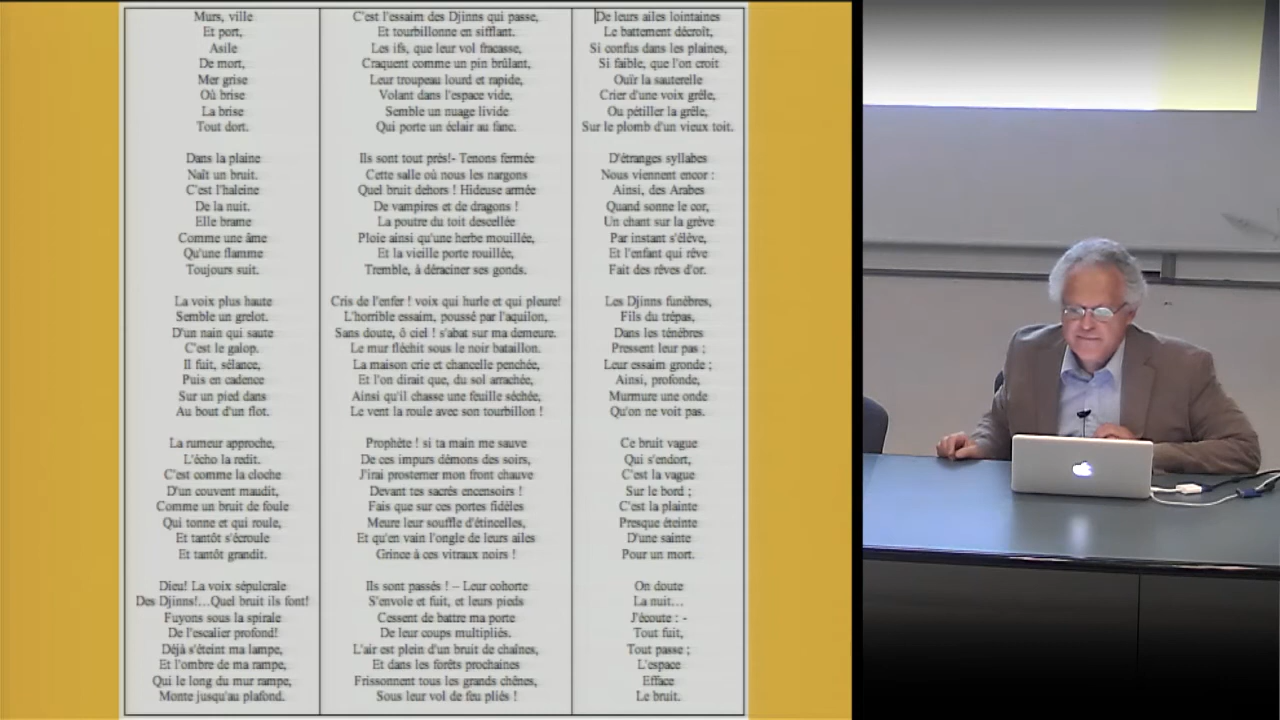 Murs, ville
Et port,
Asile
De mort,
Mer grise
Où brise
La brise
Tout dort.
Dans la plaine
Naît un bruit.
C'est l'haleine
De la nuit.
Elle brame
Comme une âme
Qu'une flamme
Toujours suit.
La voix plus haute
Semble un grelot.
D'un nain qui saute
C'est le galop.
Il fuit, sélance,
Puis en cadence
Sur un pied dans
Au bout d'un flot.
La rumeur approche,
L'écho la redit.
C'est comme la cloche
D'un couvent maudit,
Comme un bruit de foule
Qui tonne et qui roule,
Et tantôt s'écroule
Et tantôt grandit.
Dieu! La voix sépulcrale
Des Djinns!...Quel bruit ils font!
Fuyons sous la spirale
De l'escalier profond!
Déjà s'éteint ma lampe,
Et l'ombre de ma rampe,
Qui le long du mur rampe,
Monte jusqu'au plafond.
C'est l'essaim des Djinns qui passe,
Et tourbillonne en sifflant.
Les ifs, que leur vol fracasse,
Craquent comme un pin brûlant,
Leur troupeau lourd et rapide,
Volant dans l'espace vide,
Semble un nuage livide
Qui porte un éclair au fanc.
Ils sont tout près!- Tenons fermée
Cette salle où nous les nargons
Quel bruit dehors ! Hideuse armée
De vampires et de dragons !
La poutre du toit descellée
Ploie ainsi qu'une herbe mouillée,
Et la vieille porte rouillée,
Tremble, à déraciner ses gonds.
Cris de l'enfer ! voix qui hurle et qui pleure!
L'horrible essaim, poussé par l'aquilon,
Sans doute, ô ciel ! s'abat sur ma demeure.
Le mur fléchit sous le noir bataillon.
La maison crie et chancelle penchée,
Et l'on dirait que, du sol arrachée,
Ainsi qu'il chasse une feuille séchée,
Le vent la roule avec son tourbillon !
Prophète ! si ta main me sauve
De ces impurs démons des soirs,
J'irai prosterner mon front chauve
Devant tes sacrés encensoirs !
Fais que sur ces portes fidèles
Meure leur souffle d'étincelles,
Et qu'en vain l'ongle de leurs ailes
Grince à ces vitraux noirs !
Ils sont passés ! – Leur cohorte
S'envole et fuit, et leurs pieds
Cessent de battre ma porte
De leur coups multipliés.
L'air est plein d'un bruit de chaînes,
Et dans les forêts prochaines
Frissonnent tous les grands chênes,
Sous leur vol de feu pliés !
De leurs ailes lointaines
Le battement décroît,
Si confus dans les plaines,
Si faible, que l'on croit
Ouïr la sauterelle
Crier d'une voix grêle,
Ou pétiller la grêle,
Sur le plomb d'un vieux toit.
D'étranges syllabes
Nous viennent encor :
Ainsi, des Arabes
Quand sonne le cor,
Un chant sur la grève
Par instant s'élève,
Et l'enfant qui rêve
Fait des rêves d'or.
Les Djinns funèbres,
Fils du trépas,
Dans les ténèbres
Pressent leur pas ;
Leur essaim gronde ;
Ainsi, profonde,
Murmure une onde
Qu'on ne voit pas.
Ce bruit vague
Qui s'endort,
C'est la vague
Sur le bord ;
C'est la plainte
Presque éteinte
D'une sainte
Pour un mort.
On doute
La nuit...
J'écoute : -
Tout fuit,
Tout passe ;
L'espace
Efface
Le bruit.